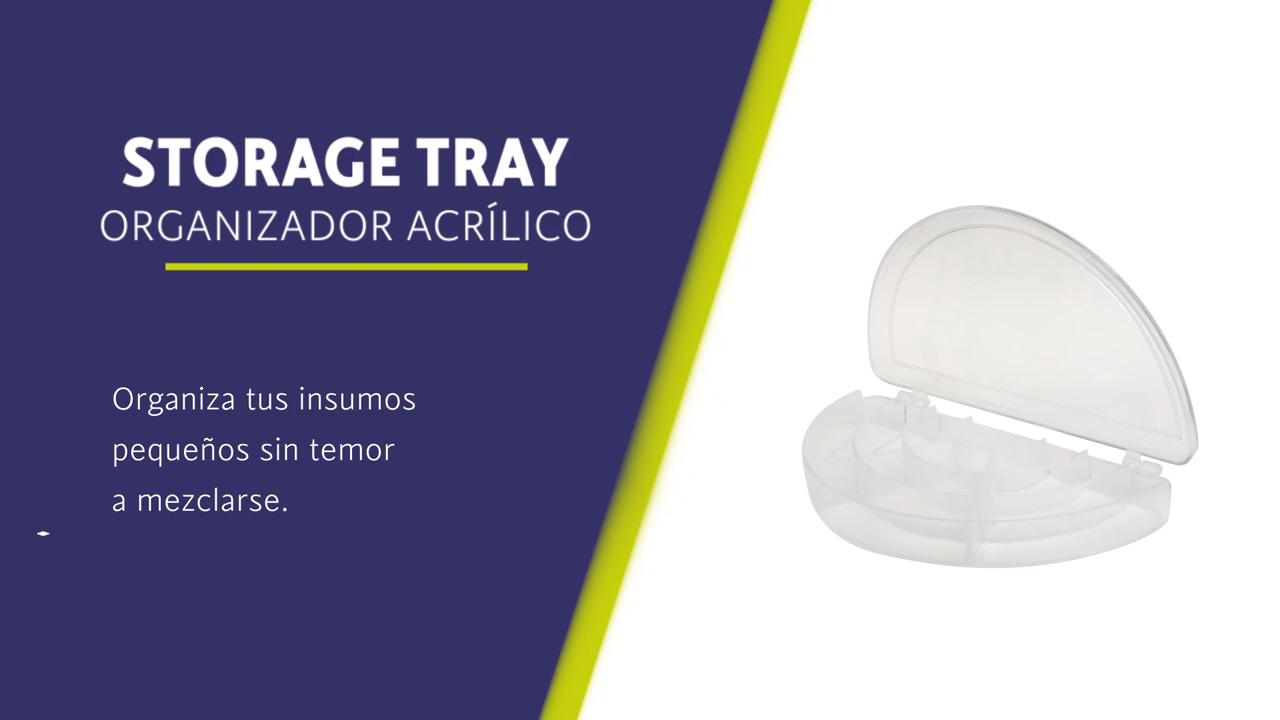 STORAGE TRAY
ORGANIZADOR ACRÍLICO
Organiza tus insumos
pequeños sin temor
a mezclarse.